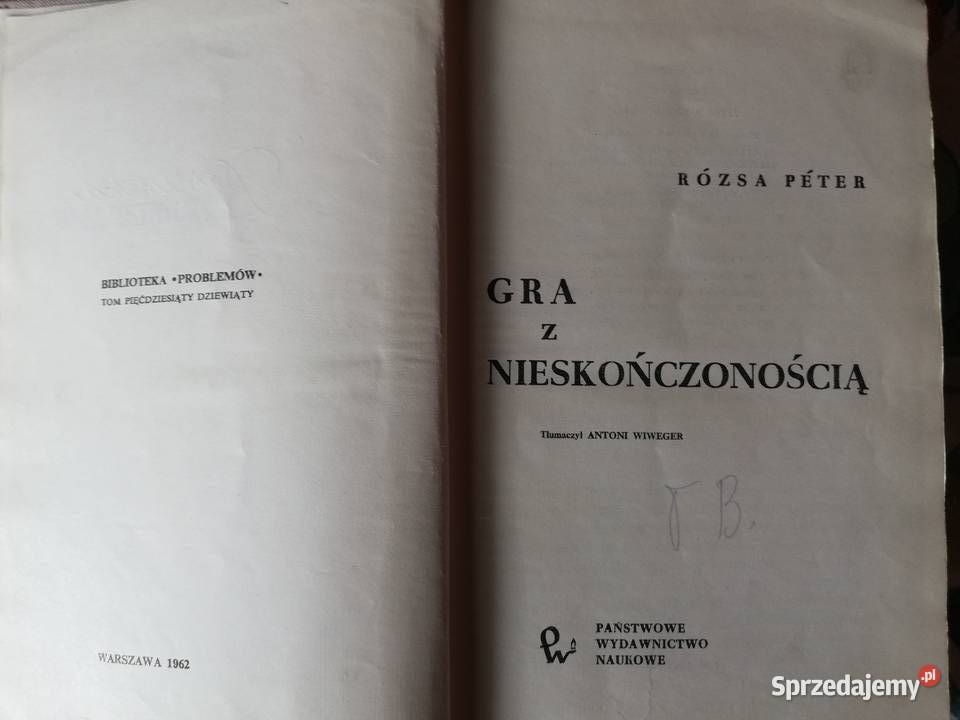 BIBLIOTEKA •PROBLEMÓW•
TOM PIĘĆDZIESIĄTY DZIEWIĄTY
WARSZAWA 1962
RÓZSA PÉTER
GRA
z
NIESKOŃCZONOŚCIĄ
Tłumaczył ANTONI WIWEGER
B.
PAŃSTWOWE
WYDAWNICTWO
NAUKOWE
Sprzedajemy.pl